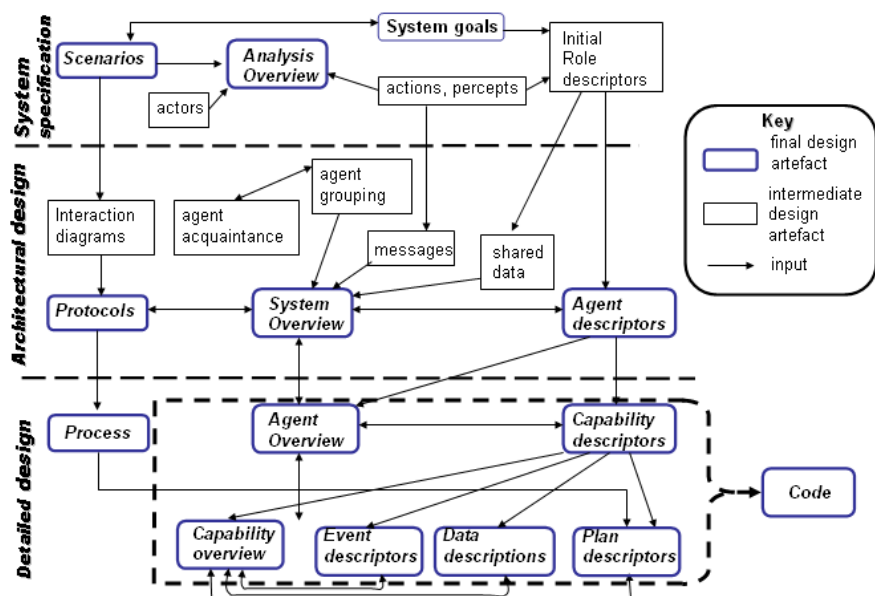 System goals
Scenarios
Analysis
Overview
Initial
Role
descriptors
actors
actions, percepts
System
specification
Interaction
diagrams
agent
acquaintance
agent
grouping
messages
shared
data
Protocols
System
Overview
Agent
descriptors
Architectural design
Process
Agent
Overview
Capability
descriptors
Capability
overview
Event
descriptors
Data
descriptions
Plan
descriptors
Detailed design
Code
Key
final design
artefact
intermediate
design
artefact
input